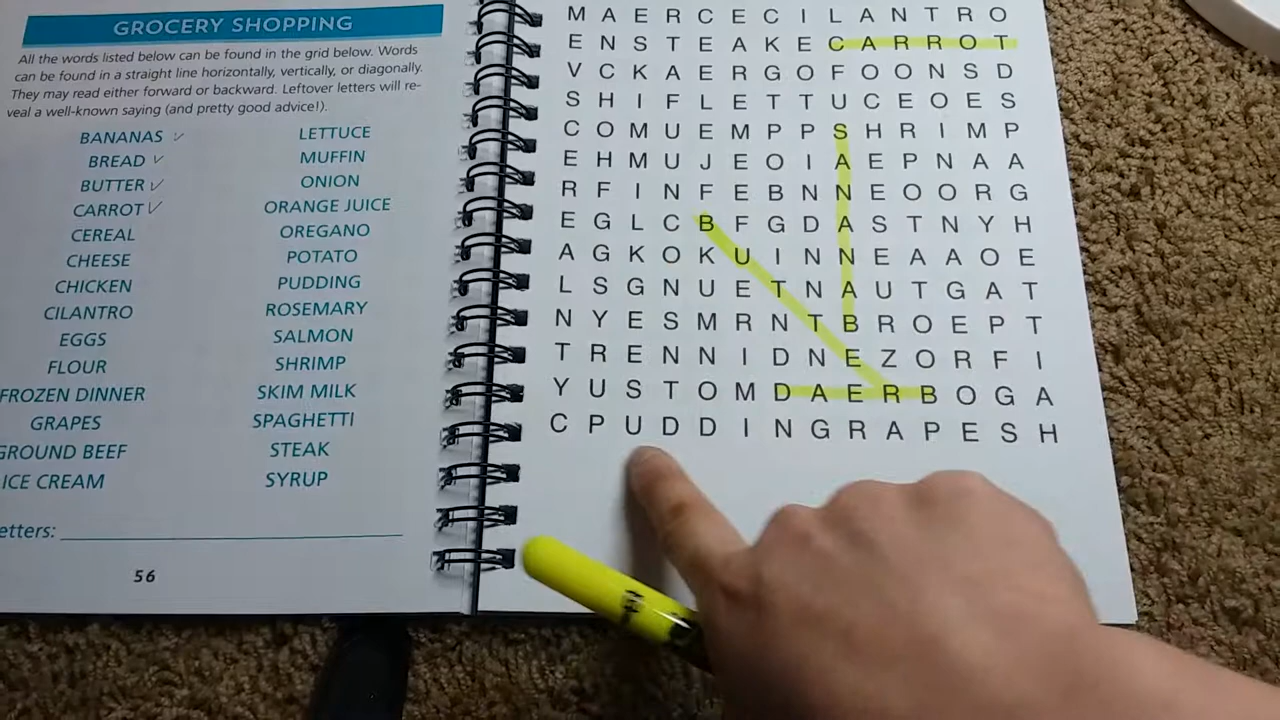 GROCERY SHOPPING
All the words listed below can be found in the grid below. Words
can be found in a straight line horizontally, vertically, or diagonally.
They may read either forward or backward. Leftover letters will re-
veal a well-known saying (and pretty good advice!).
BANANAS ✓
BREAD ✓
BUTTER ✓
CARROT ✓
CEREAL
CHEESE
CHICKEN
CILANTRO
EGGS
FLOUR
FROZEN DINNER
GRAPES
GROUND BEEF
ICE CREAM
LETTUCE
MUFFIN
ONION
ORANGE JUICE
OREGANO
POTATO
PUDDING
ROSEMARY
SALMON
SHRIMP
SKIM MILK
SPAGHETTI
STEAK
SYRUP
etters:
56
M A E R C E C I L A N T R O
E N S T E A K E C A R R O T
V C K A E R G O F O O N S D
S H I F L E T T U C E O E S
C O M U E M P P S H R I M P
E H M U J E O I A E P N A A
R F I N F E B N N E O O R G
E G L C B F G D A S T N Y H
A G K O K U I N N E A A O E
L S G N U E T N A U T G A T
N Y E S M R N T B R O E P T
T R E N N I D N E Z O R F I
Y U S T O M D A E R B O G A
C P U D D I N G R A P E S H